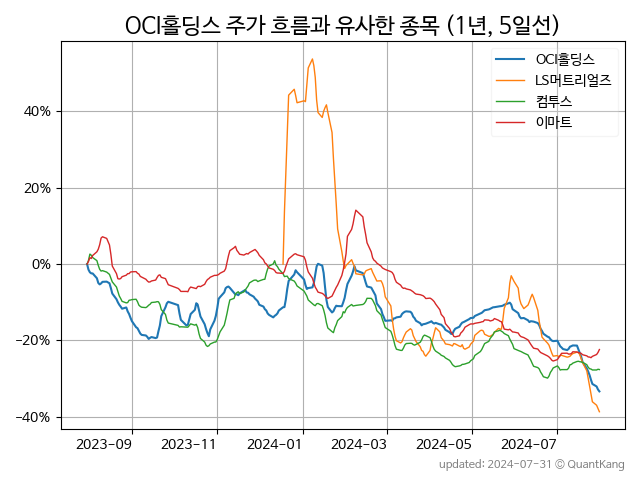 OCI홀딩스 주가 흐름과 유사한 종목 (1년, 5일선)
OCI홀딩스
LS머트리얼즈
컴투스
이마트
40%
20%
0%
−20%
−40%
2023-09 2023-11 2024-01 2024-03 2024-05 2024-07
updated: 2024-07-31 © QuantKang